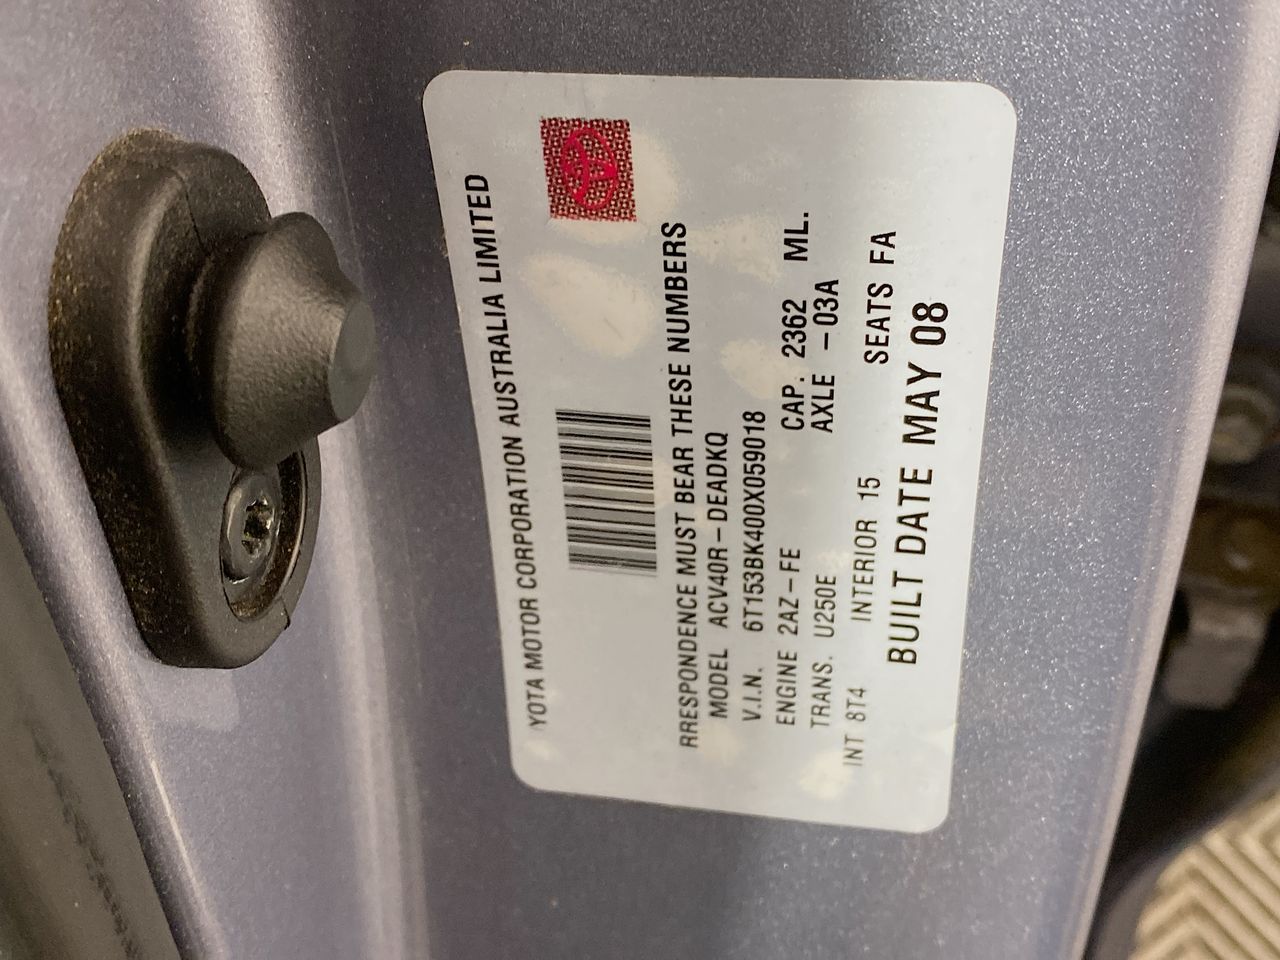 YOTA MOTOR CORPORATION AUSTRALIA LIMITED
RRESPONDENCE MUST BEAR THESE NUMBERS
MODEL ACV40R-DEADKQ
V.I.N. 6T153BK400X059018
ENGINE 2AZ-FE CAP. 2362 ML.
TRANS. U250E AXLE -03A
INT 8T4 INTERIOR 15 SEATS FA
BUILT DATE MAY 08